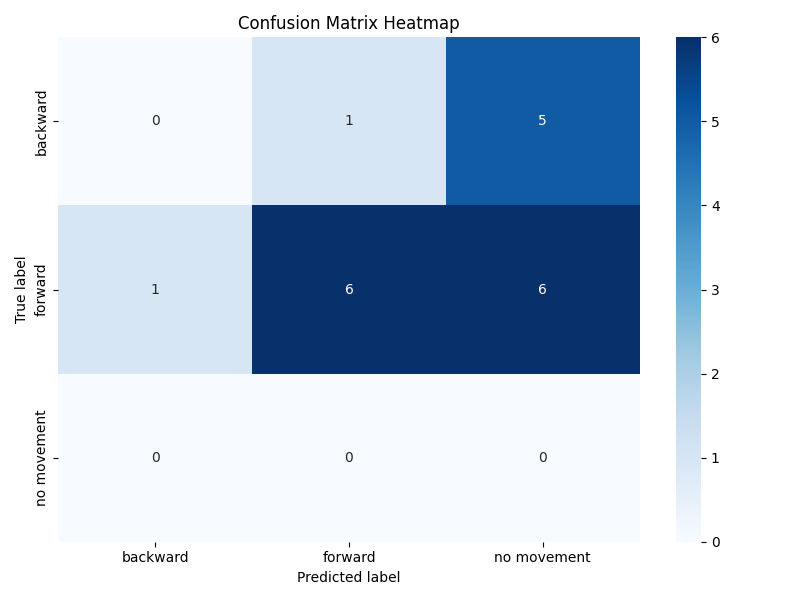 Confusion Matrix Heatmap
True label
backward
forward
no movement
0 1 5
1 6 6
0 0 0
backward forward no movement
Predicted label
6
5
4
3
2
1
0